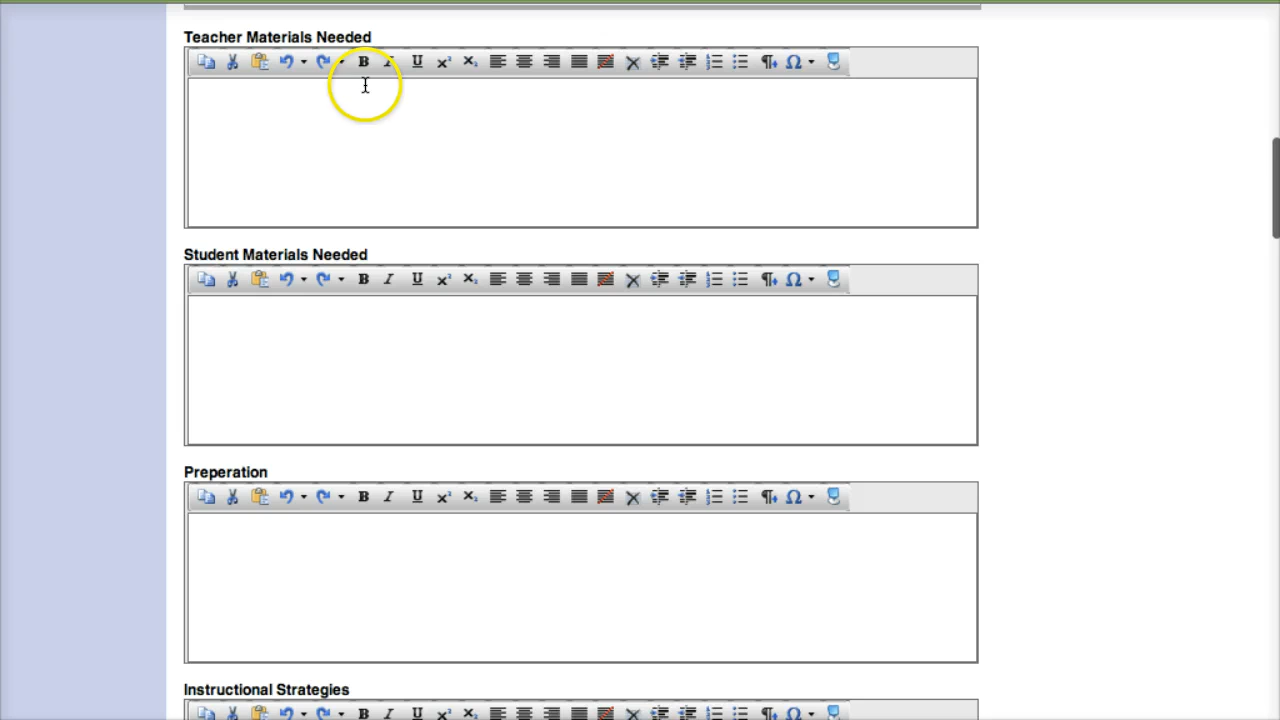 Teacher Materials Needed
Student Materials Needed
Preperation
Instructional Strategies